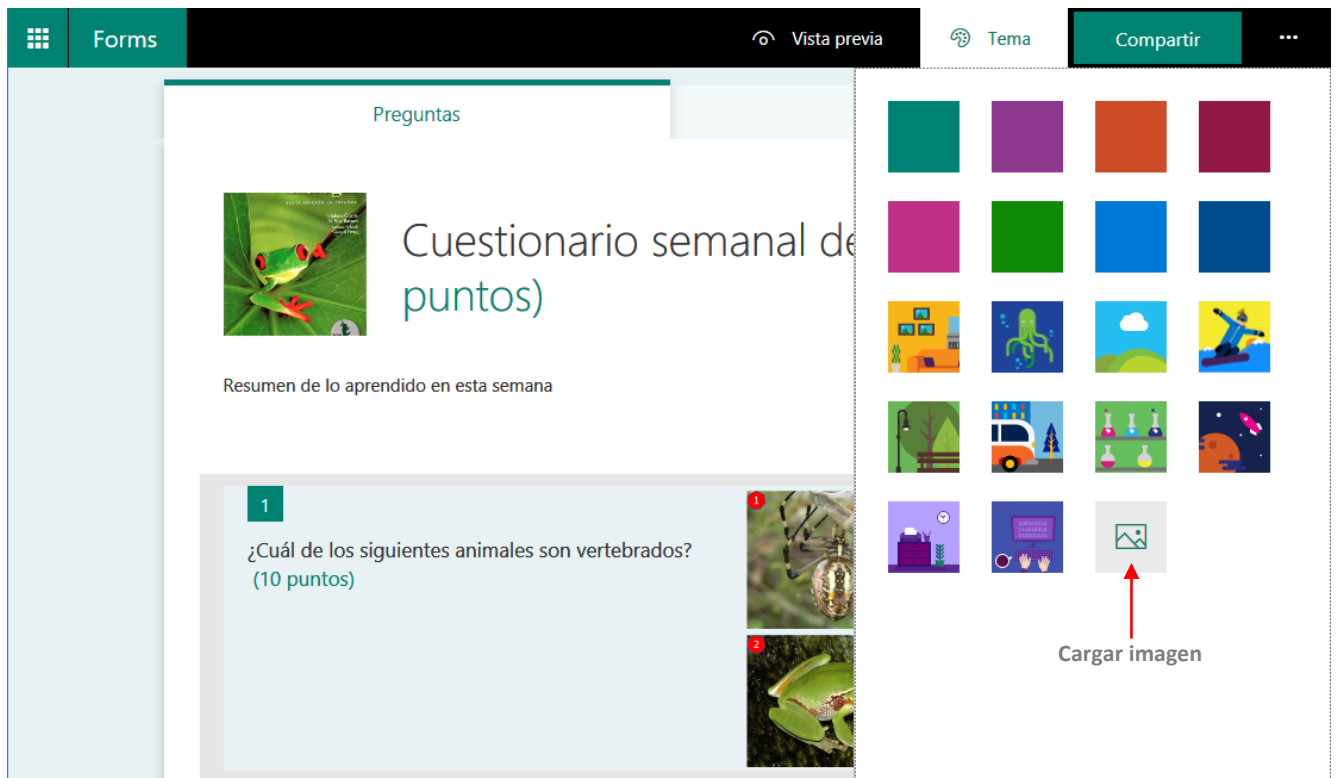 Forms
Vista previa
Tema
Compartir
Preguntas
Cuestionario semanal de
puntos)
Resumen de lo aprendido en esta semana
1
¿Cuál de los siguientes animales son vertebrados?
(10 puntos)
1
2
Cargar imagen